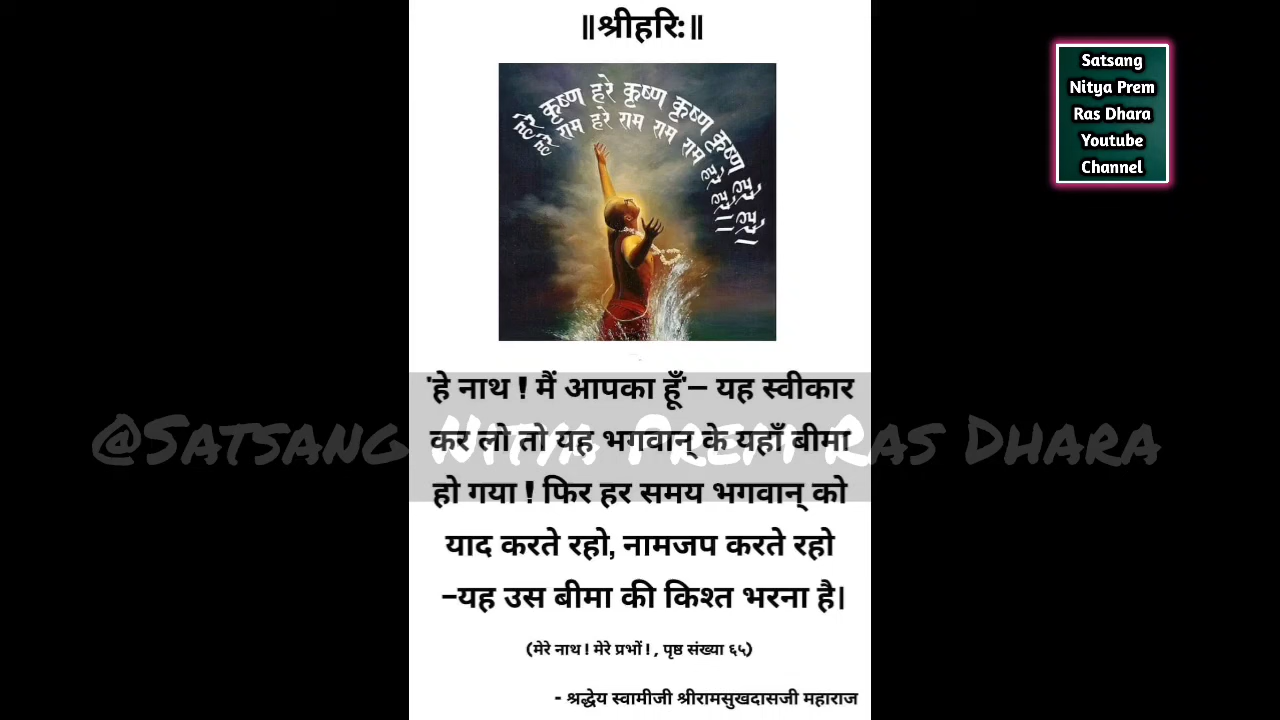 ॥श्रीहरिः॥
हरे कृष्ण हरे कृष्ण कृष्ण कृष्ण हरे हरे।
हरे राम हरे राम राम राम हरे हरे।।
'हे नाथ ! मैं आपका हूँ'– यह स्वीकार
कर लो तो यह भगवान् के यहाँ बीमा
हो गया ! फिर हर समय भगवान् को
याद करते रहो, नामजप करते रहो
–यह उस बीमा की किश्त भरना है।
(मेरे नाथ ! मेरे प्रभों ! , पृष्ठ संख्या ६५)
- श्रद्धेय स्वामीजी श्रीरामसुखदासजी महाराज
Satsang
Nitya Prem
Ras Dhara
Youtube
Channel
@Satsang Nitya Prem Ras Dhara